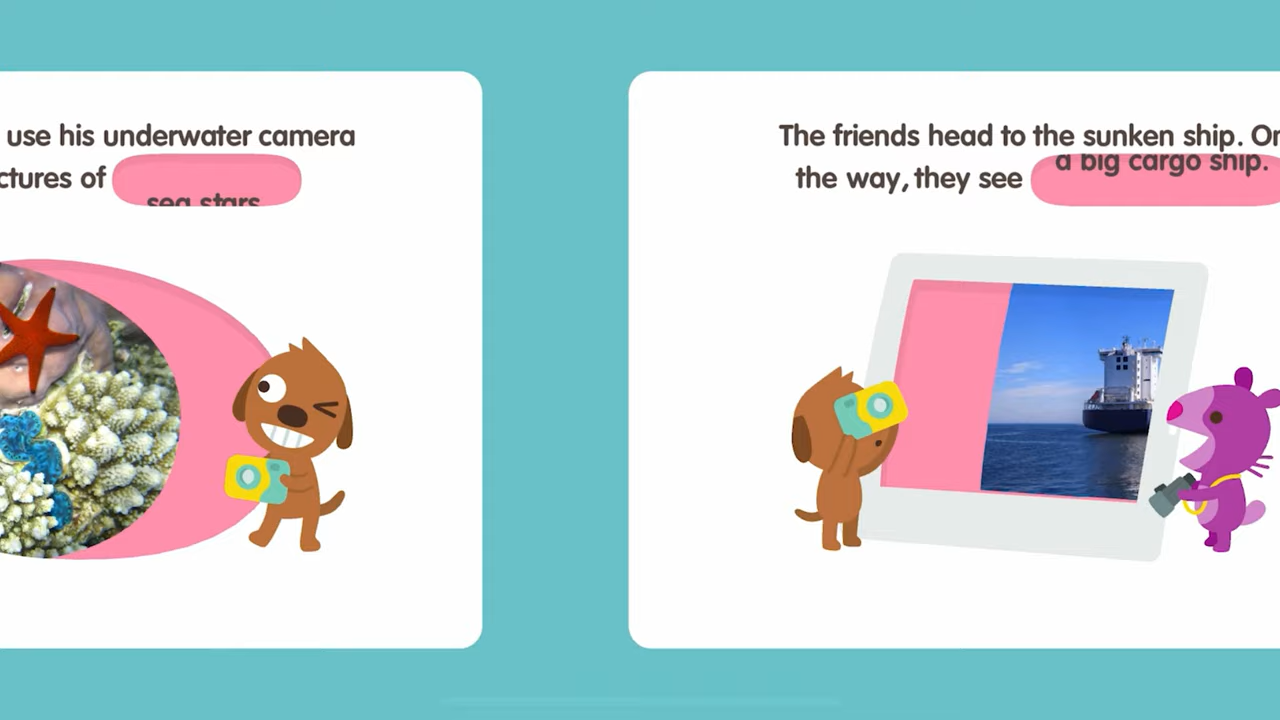 use his underwater camera
ctures of sea stars
The friends head to the sunken ship. On
the way, they see a big cargo ship.